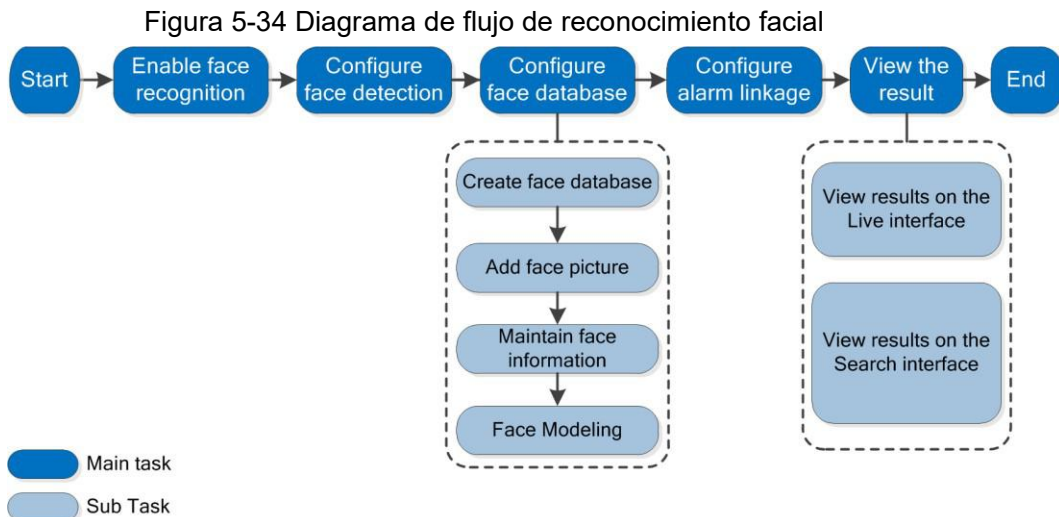 Figura 5-34 Diagrama de flujo de reconocimiento facial
Start
Enable face
recognition
Configure
face detection
Configure
face database
Configure
alarm linkage
View the
result
End
Create face database
Add face picture
Maintain face
information
Face Modeling
View results on the
Live interface
View results on the
Search interface
Main task
Sub Task